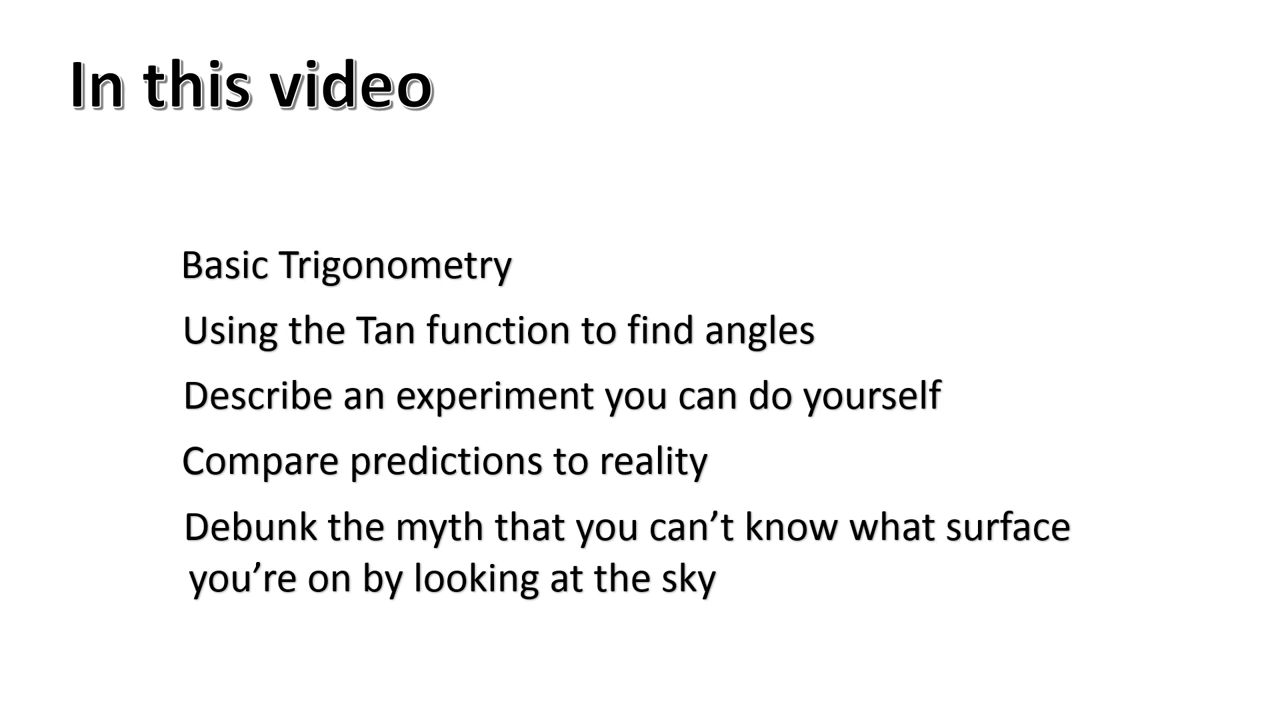 In this video
Basic Trigonometry
Using the Tan function to find angles
Describe an experiment you can do yourself
Compare predictions to reality
Debunk the myth that you can’t know what surface
you’re on by looking at the sky